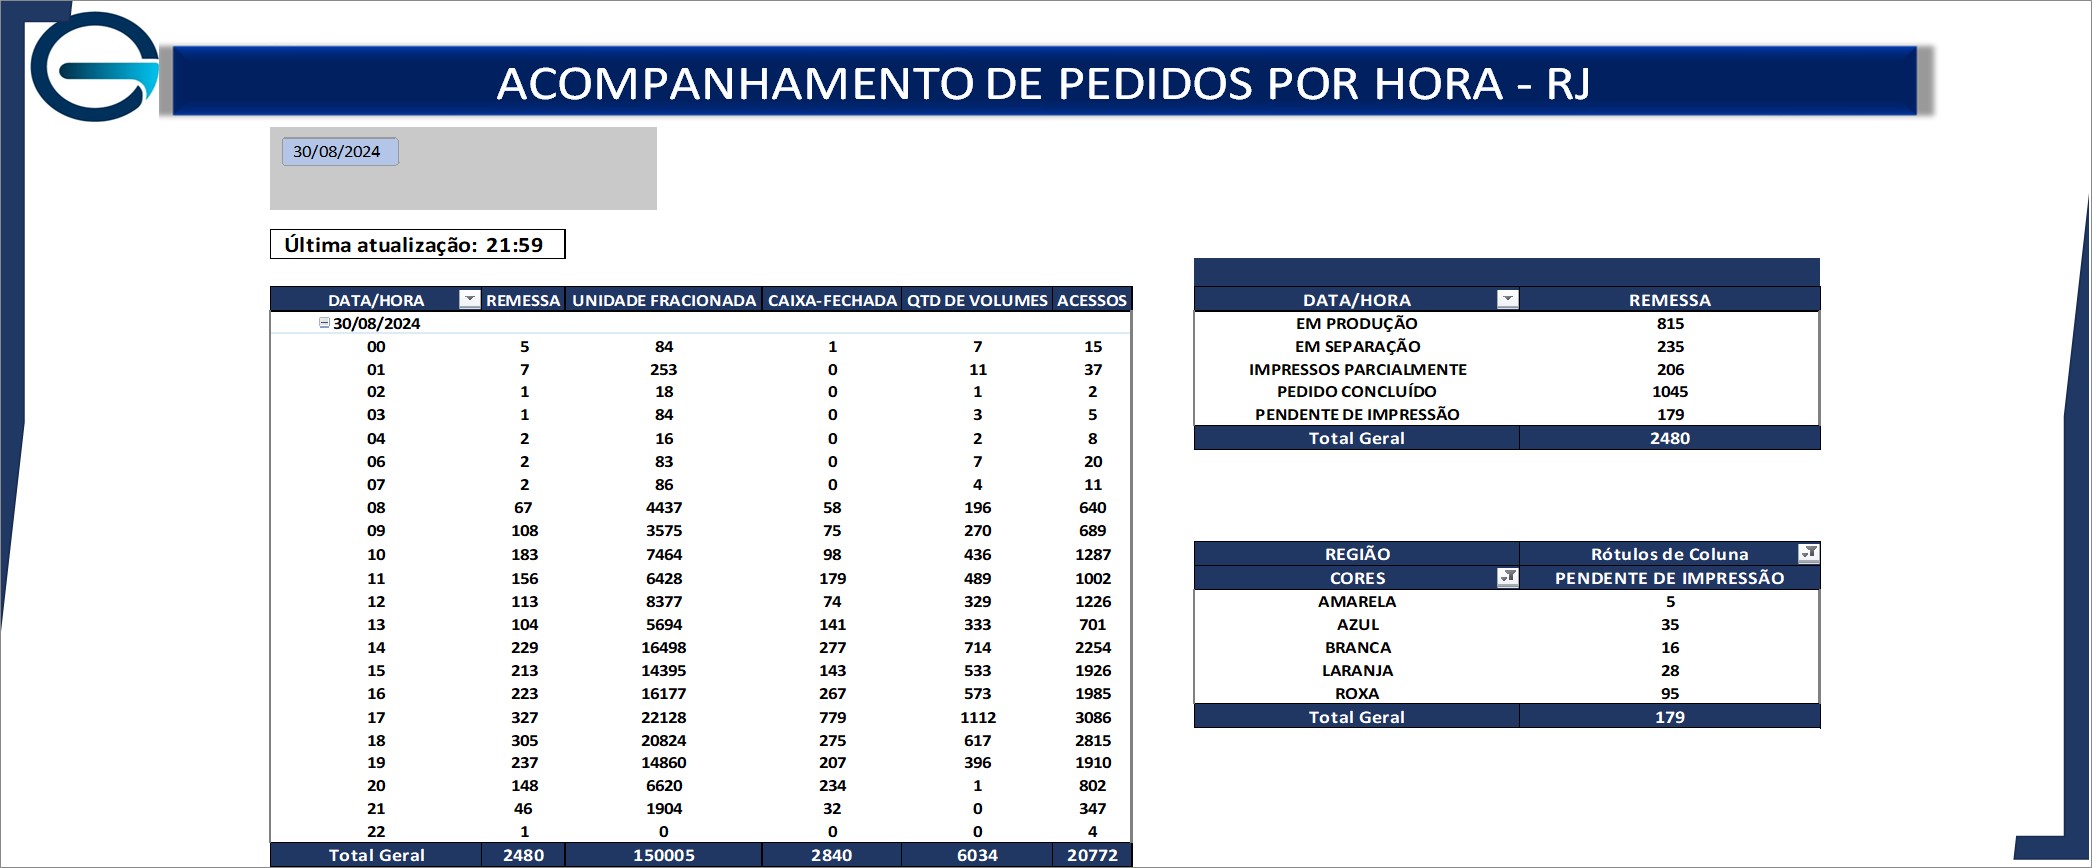 ACOMPANHAMENTO DE PEDIDOS POR HORA - RJ
30/08/2024
Última atualização: 21:59
DATA/HORA REMESSA UNIDADE FRACIONADA CAIXA-FECHADA QTD DE VOLUMES ACESSOS
30/08/2024
00 5 84 1 7 15
01 7 253 0 11 37
02 1 18 0 1 2
03 1 84 0 3 5
04 2 16 0 2 8
06 2 83 0 7 20
07 2 86 0 4 11
08 67 4437 58 196 640
09 108 3575 75 270 689
10 183 7464 98 436 1287
11 156 6428 179 489 1002
12 113 8377 74 329 1226
13 104 5694 141 333 701
14 229 16498 277 714 2254
15 213 14395 143 533 1926
16 223 16177 267 573 1985
17 327 22128 779 1112 3086
18 305 20824 275 617 2815
19 237 14860 207 396 1910
20 148 6620 234 1 802
21 46 1904 32 0 347
22 1 0 0 0 4
Total Geral 2480 150005 2840 6034 20772
DATA/HORA REMESSA
EM PRODUÇÃO 815
EM SEPARAÇÃO 235
IMPRESSOS PARCIALMENTE 206
PEDIDO CONCLUÍDO 1045
PENDENTE DE IMPRESSÃO 179
Total Geral 2480
REGIÃO Rótulos de Coluna
CORES PENDENTE DE IMPRESSÃO
AMARELA 5
AZUL 35
BRANCA 16
LARANJA 28
ROXA 95
Total Geral 179